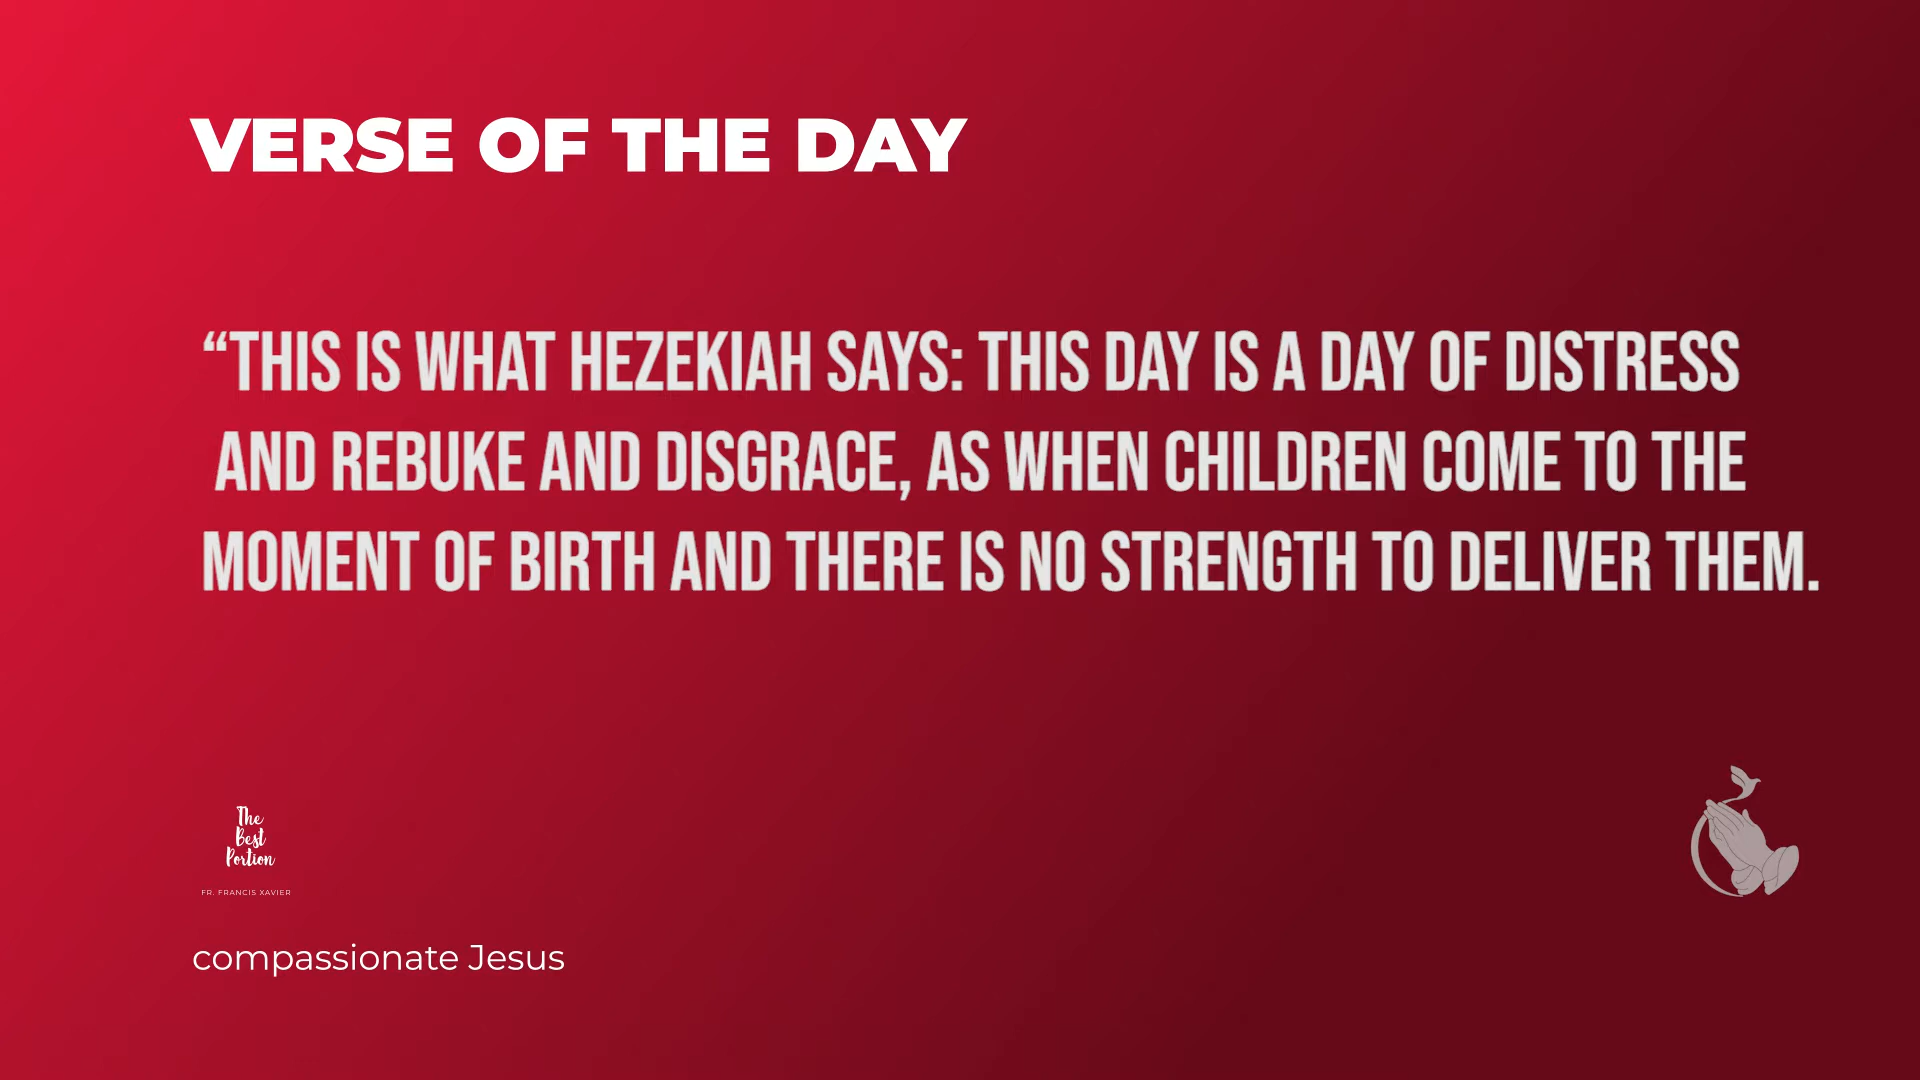 VERSE OF THE DAY
“THIS IS WHAT HEZEKIAH SAYS: THIS DAY IS A DAY OF DISTRESS
AND REBUKE AND DISGRACE, AS WHEN CHILDREN COME TO THE
MOMENT OF BIRTH AND THERE IS NO STRENGTH TO DELIVER THEM.
The
Best
Portion
FR. FRANCIS XAVIER
compassionate Jesus